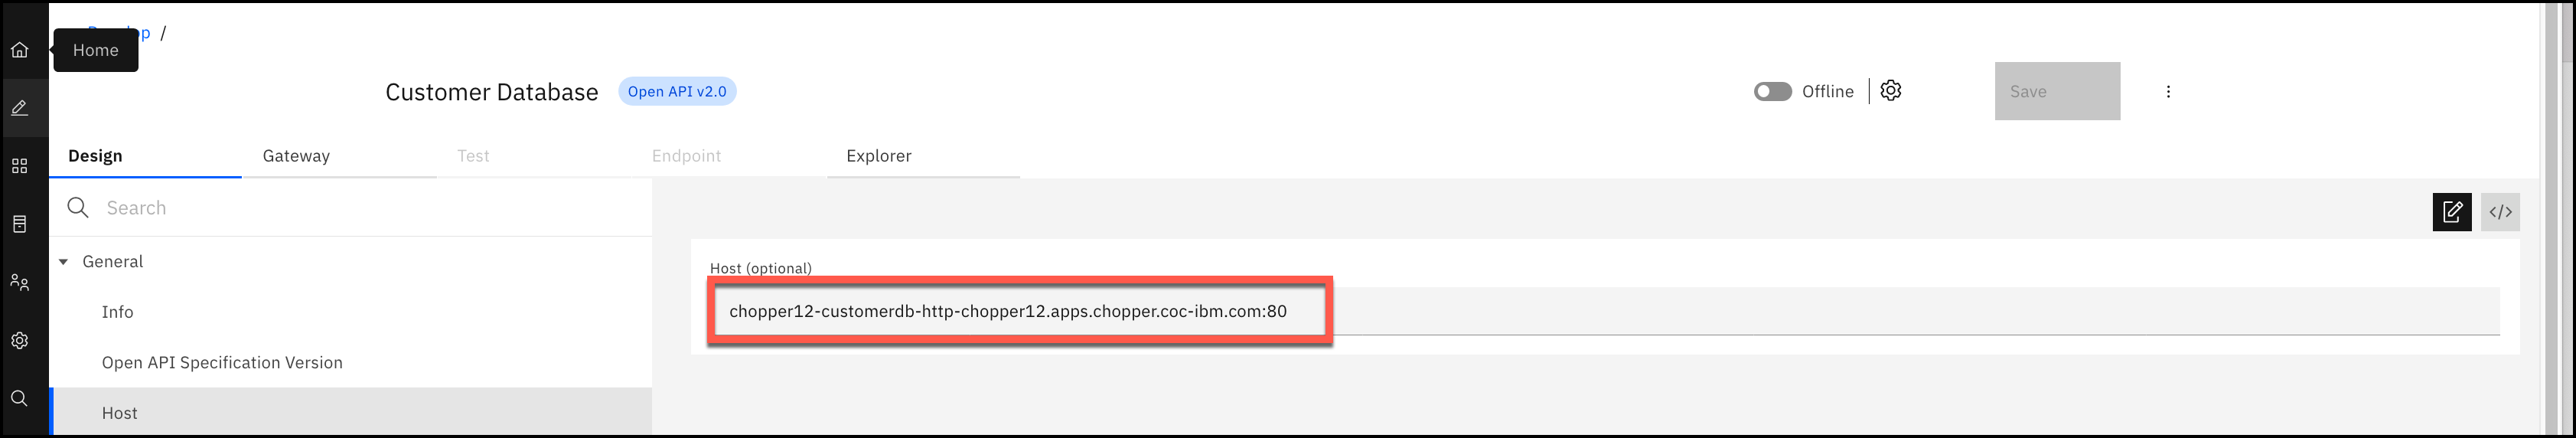 /
Home
Customer Database
Open API v2.0
Offline
Save
Design
Gateway
Test
Endpoint
Explorer
Search
General
Info
Open API Specification Version
Host
Host (optional)
chopper12-customerdb-http-chopper12.apps.chopper.coc-ibm.com:80